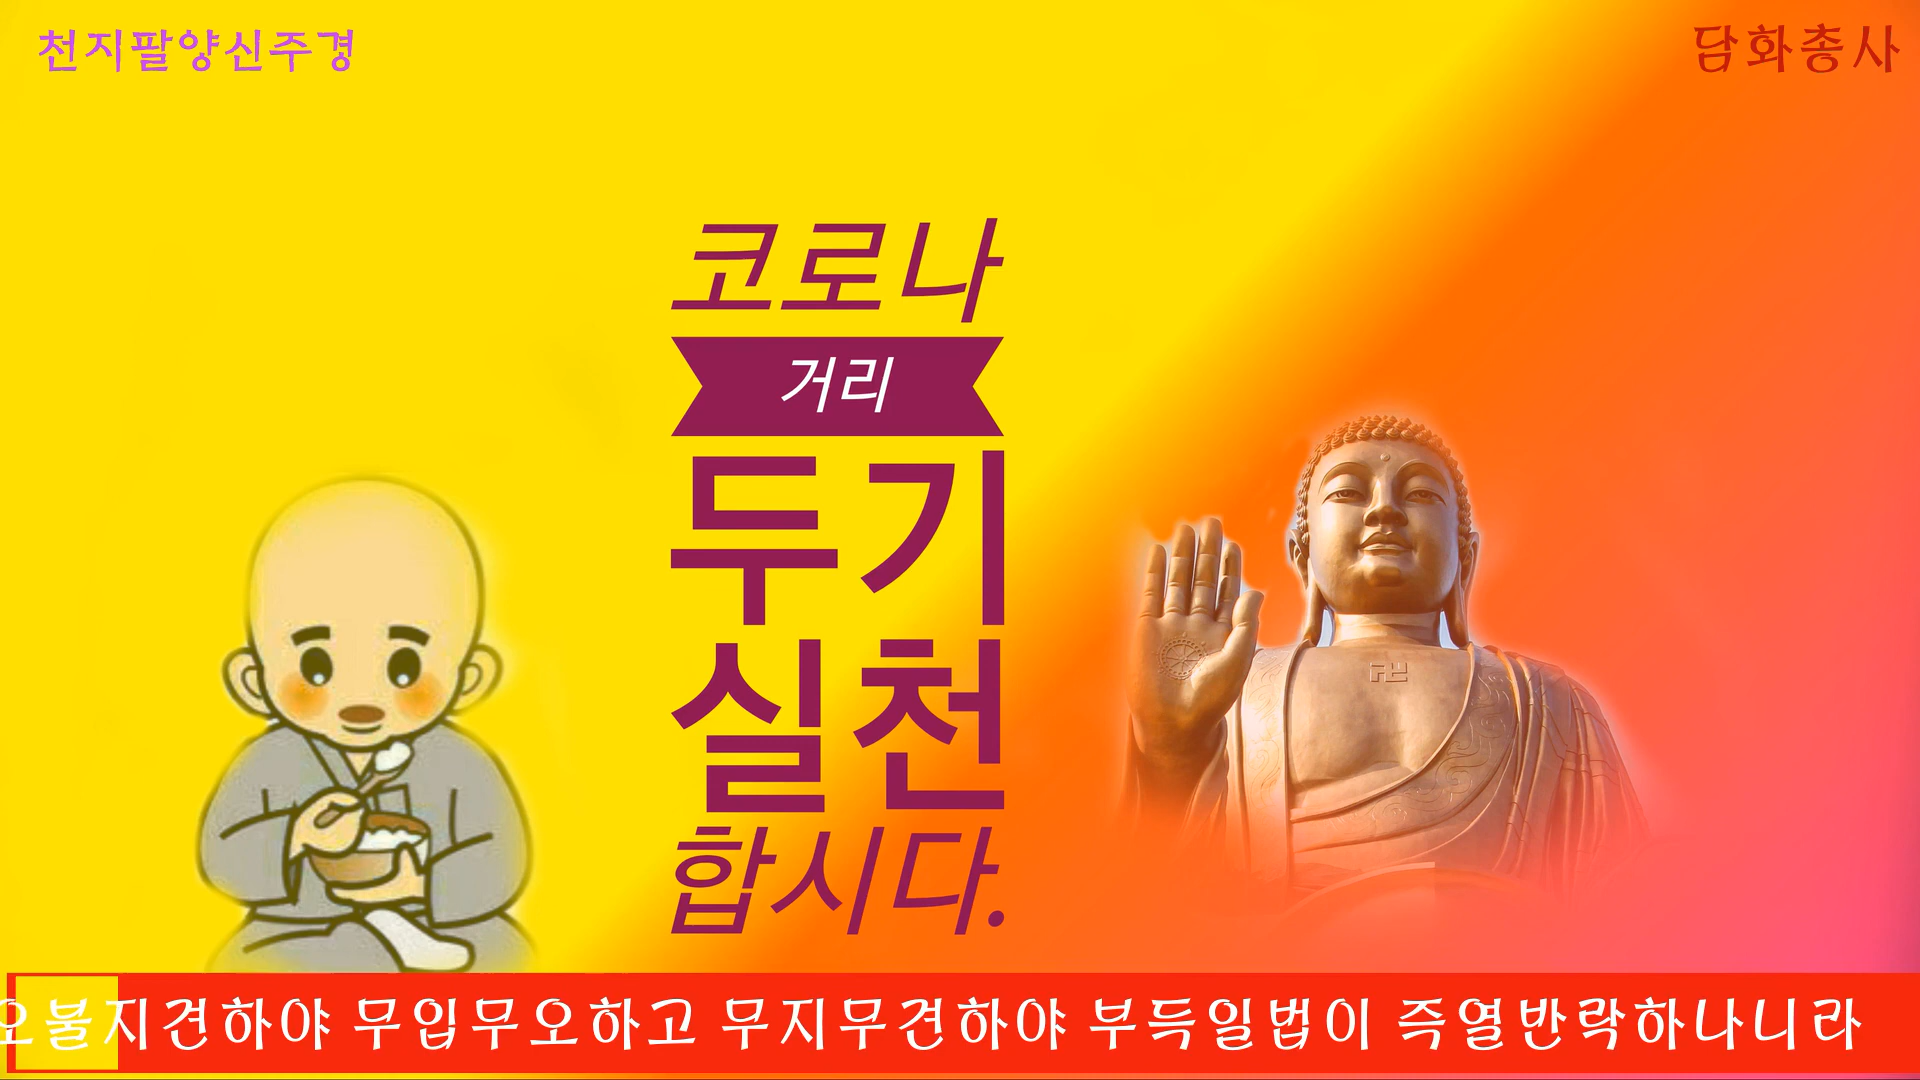 천지팔양신주경
담화총사
코로나
거리
두기
실천
합시다.
오불지견하야 무입무오하고 무지무견하야 부득일법이 즉열반락하나니라